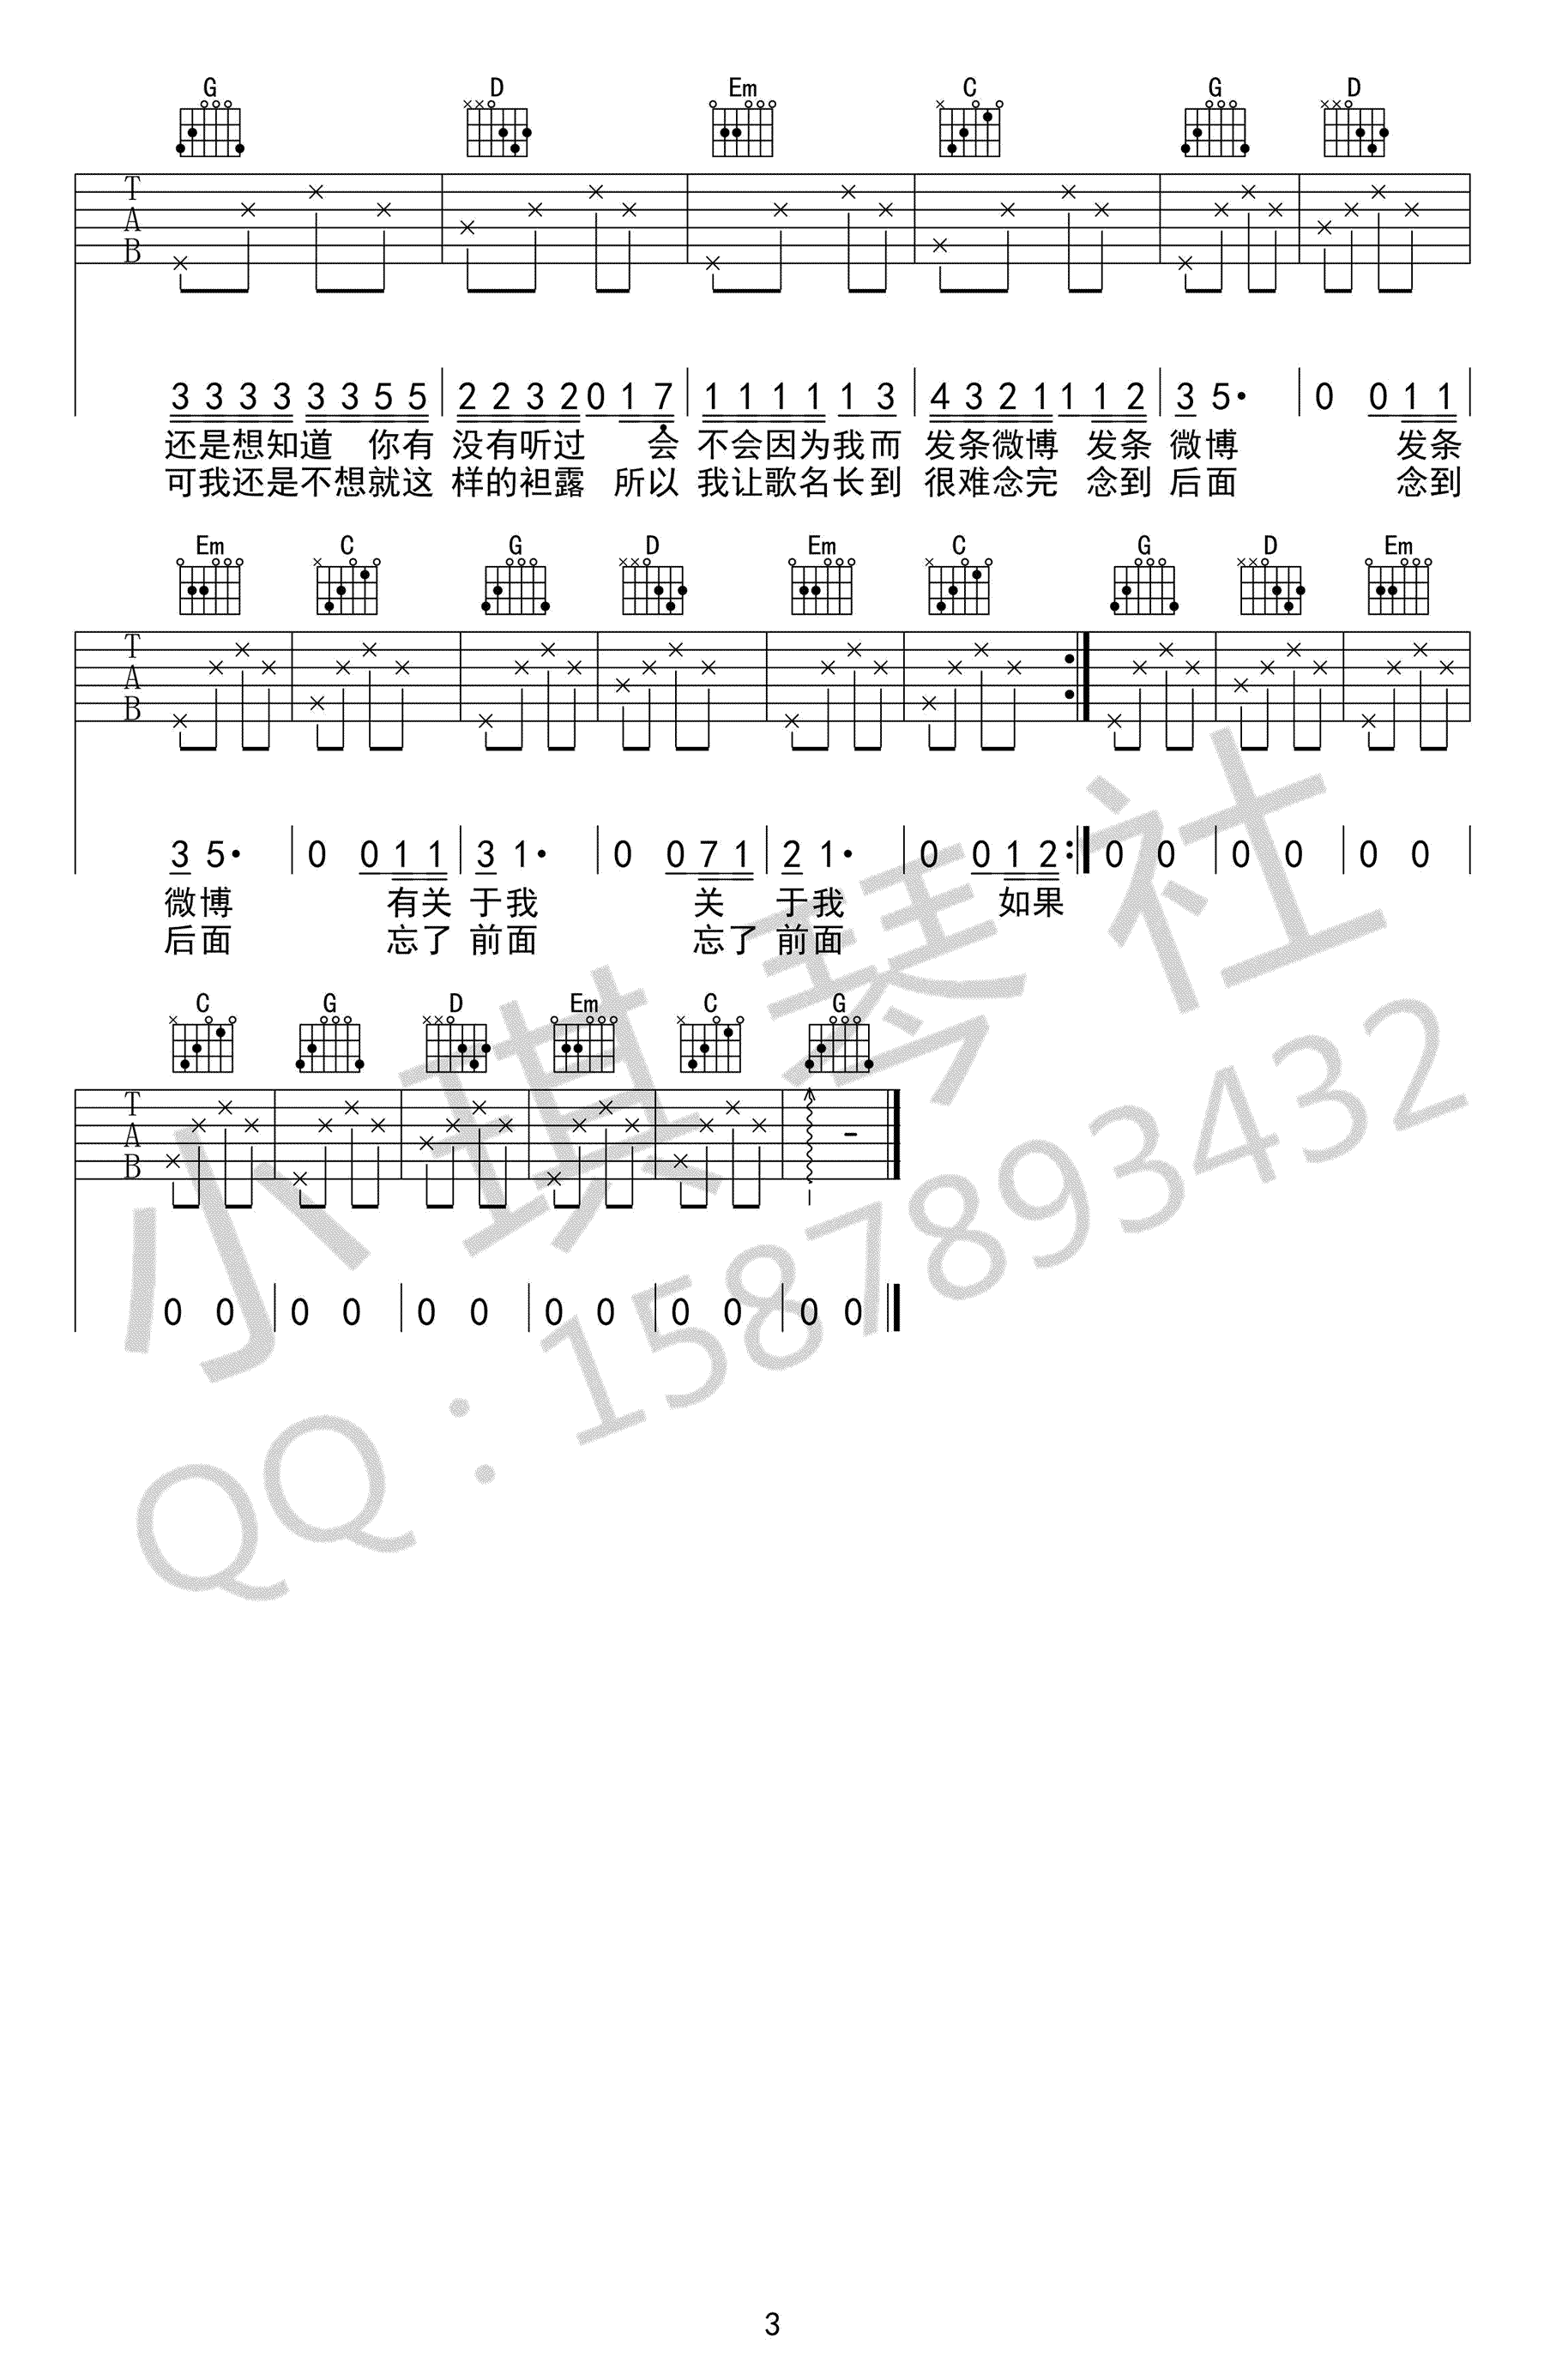 G D Em C G D
T
A
B
3 3 3 3 3 3 5 5 2 2 3 2 0 1 7 1 1 1 1 1 3 4 3 2 1 1 1 2 3 5· 0 0 1 1
还是想知道 你有 没有听过 会 不会因为我而 发条微博 发条 微博 发条
可我还是不想就这 样的袒露 所以 我让歌名长到 很难念完 念到 后面 念到
Em C G D Em C G D Em
T
A
B
3 5· 0 0 1 1 3 1· 0 0 7 1 2 1· 0 0 1 2 0 0 0 0 0 0
微博 有关 于我 关 于我 如果
后面 忘了 前面 忘了 前面
C G D Em C G
T
A
B
0 0 0 0 0 0 0 0 0 0 0 0
小琪琴社
QQ：1587893432
3